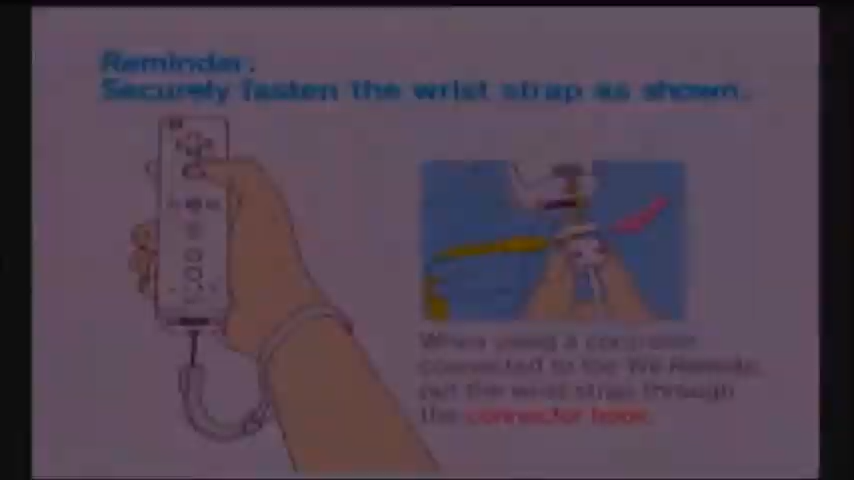 Reminder:
Securely fasten the wrist strap as shown.
When using a controller
connected to the Wii Remote,
put the wrist strap through
the connector hook.